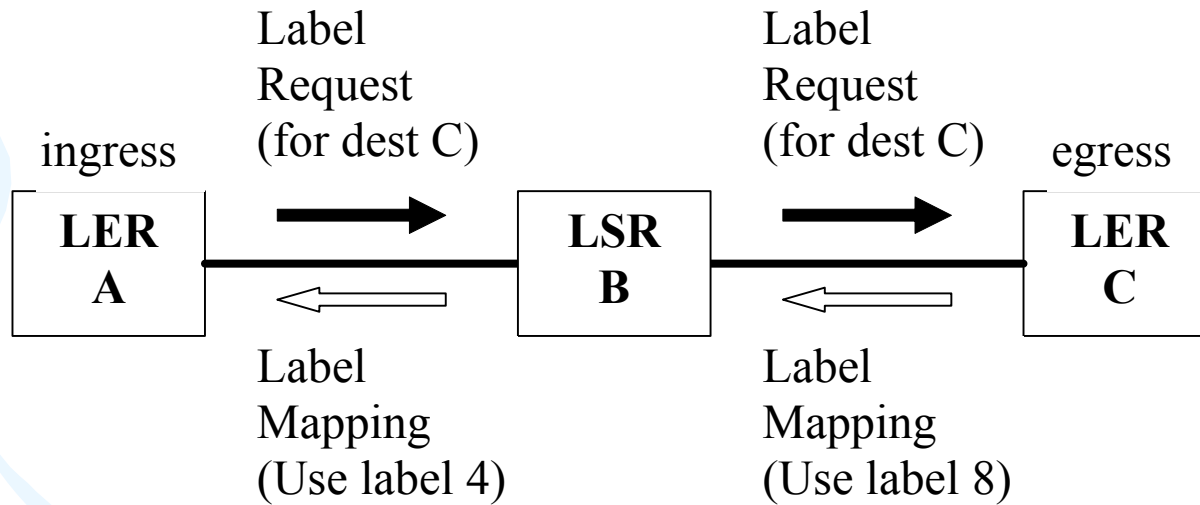 Label
Request
(for dest C)
Label
Request
(for dest C)
ingress
egress
LER
A
LSR
B
LER
C
Label
Mapping
(Use label 4)
Label
Mapping
(Use label 8)